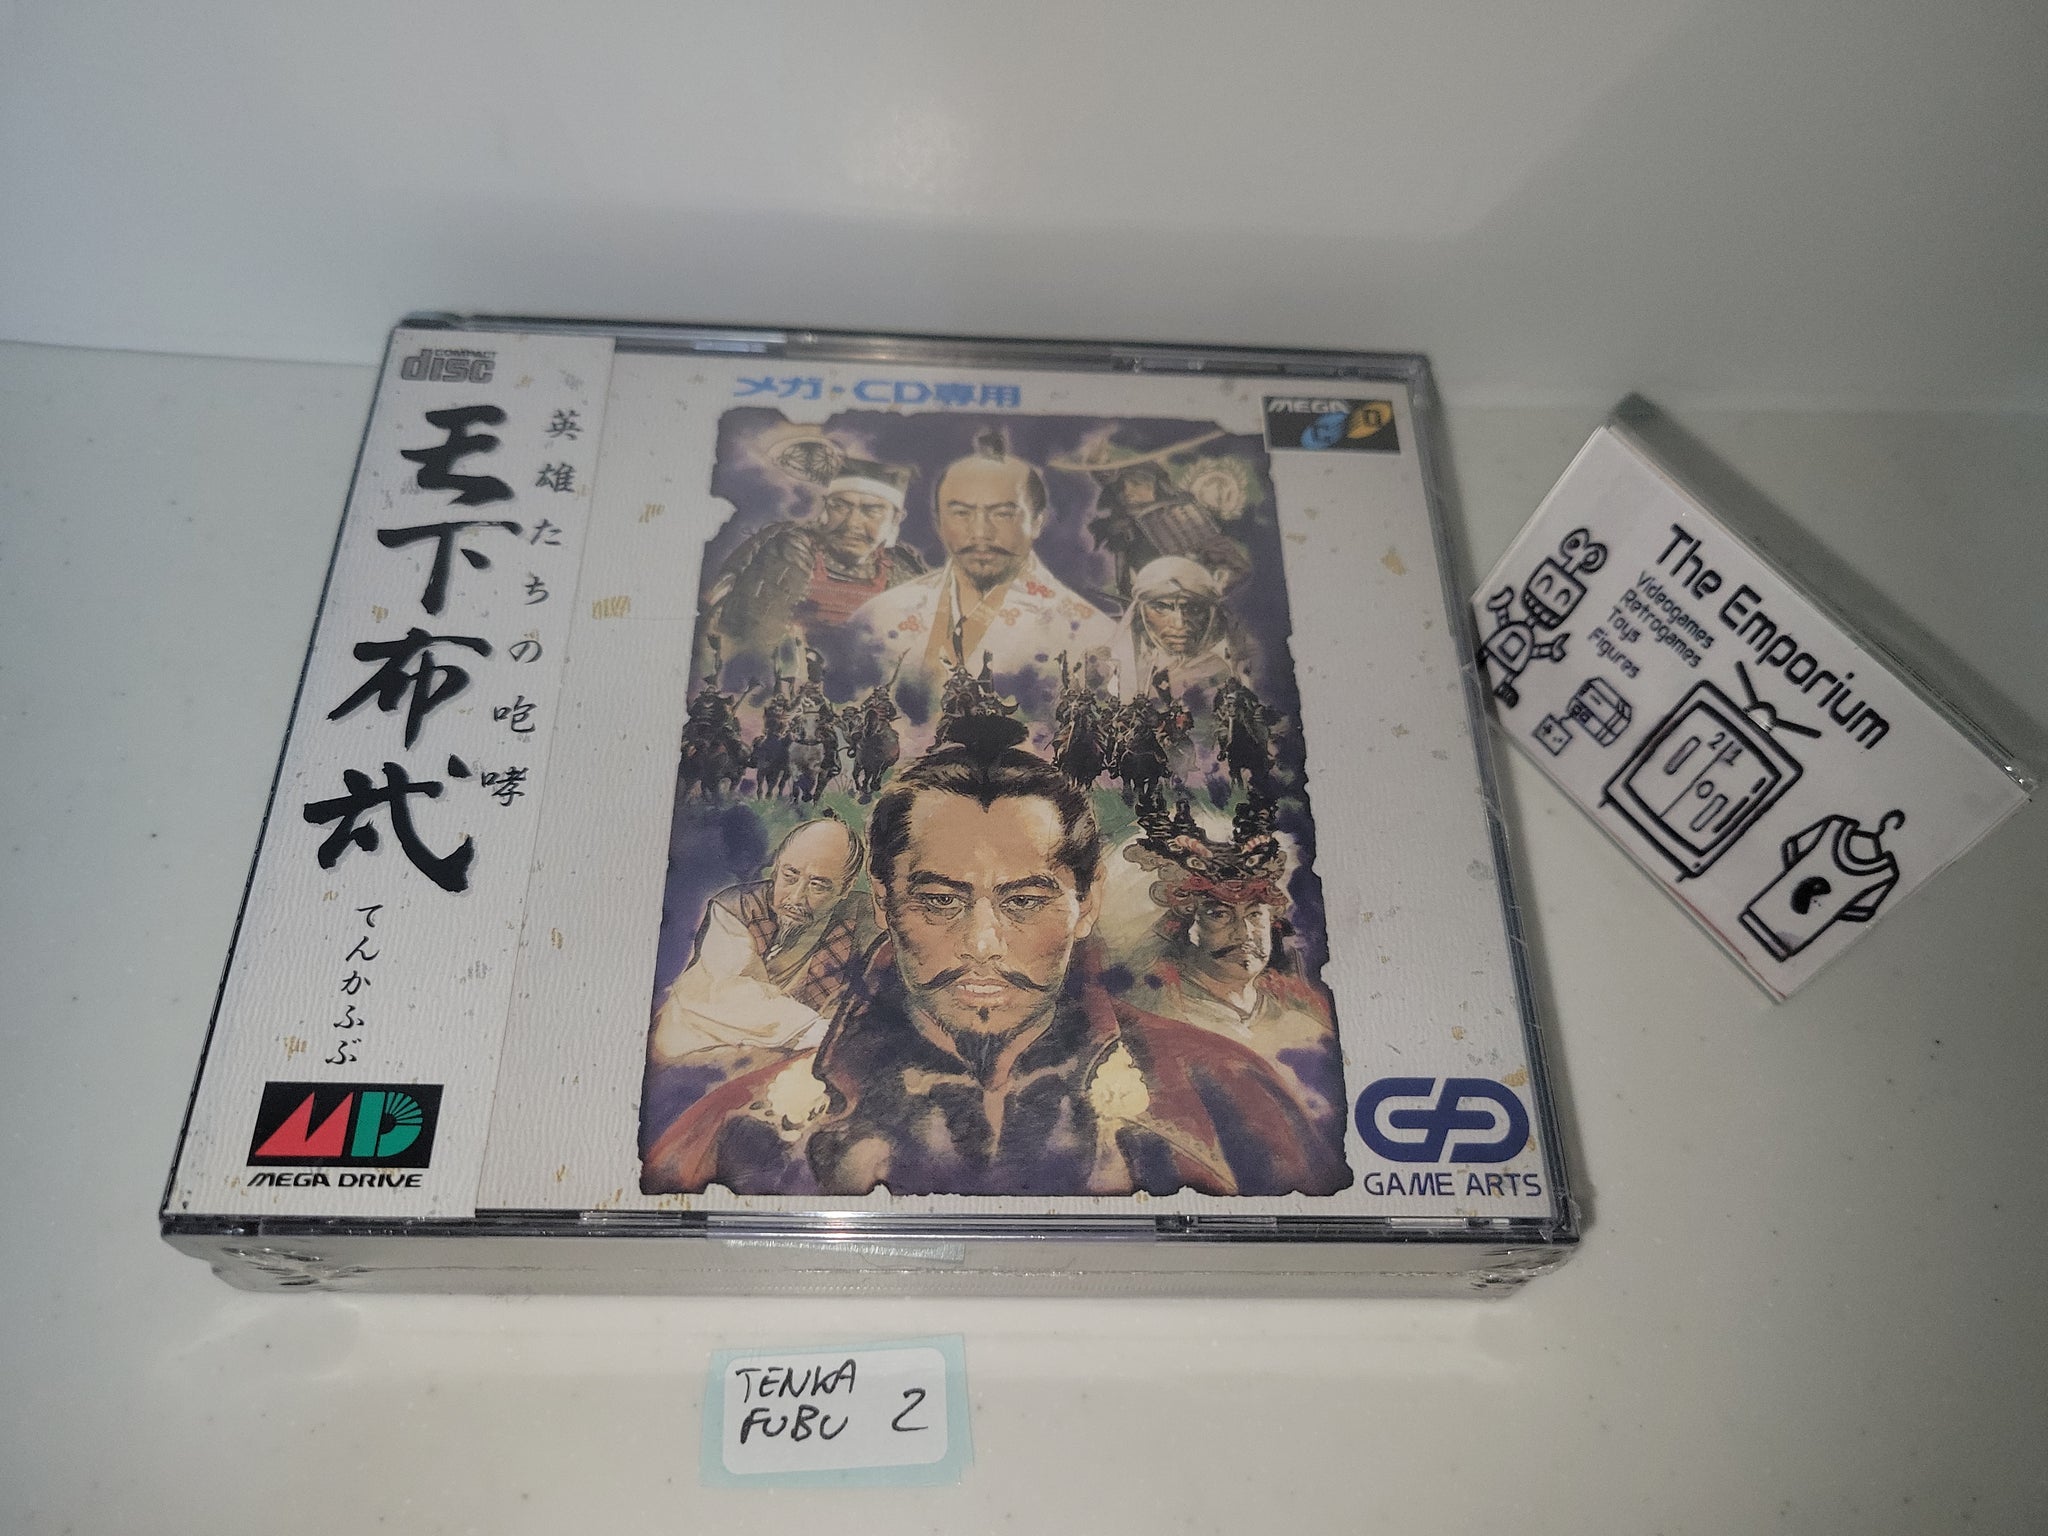 COMPACT
disc
天下布武
英雄たちの咆哮
てんかふぶ
MEGA DRIVE
メガ・CD専用
MEGA
CD
GAME ARTS
The Emporium
Videogames
Retrogames
Toys
Figures
21
TENKA
FUBU 2